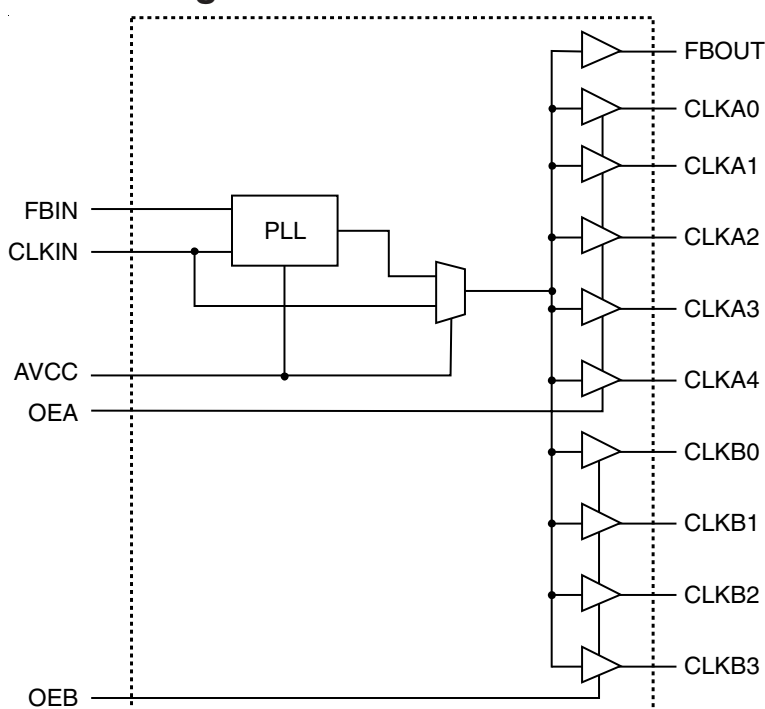 FBOUT
CLKA0
CLKA1
FBIN
PLL
CLKIN
CLKA2
CLKA3
AVCC
CLKA4
OEA
CLKB0
CLKB1
CLKB2
CLKB3
OEB